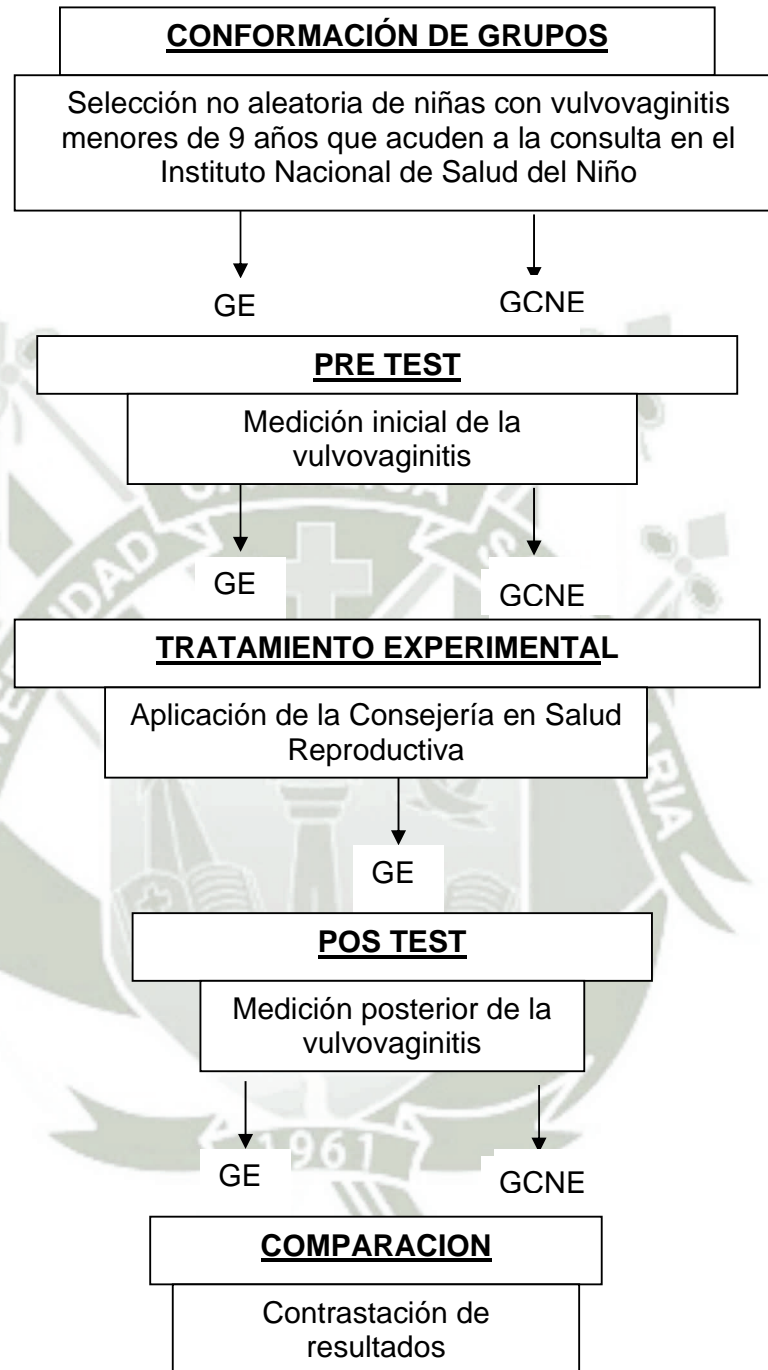 CONFORMACIÓN DE GRUPOS
Selección no aleatoria de niñas con vulvovaginitis
menores de 9 años que acuden a la consulta en el
Instituto Nacional de Salud del Niño
GE GCNE
PRE TEST
Medición inicial de la
vulvovaginitis
GE GCNE
TRATAMIENTO EXPERIMENTAL
Aplicación de la Consejería en Salud
Reproductiva
GE
POS TEST
Medición posterior de la
vulvovaginitis
1961
GE GCNE
COMPARACION
Contrastación de
resultados